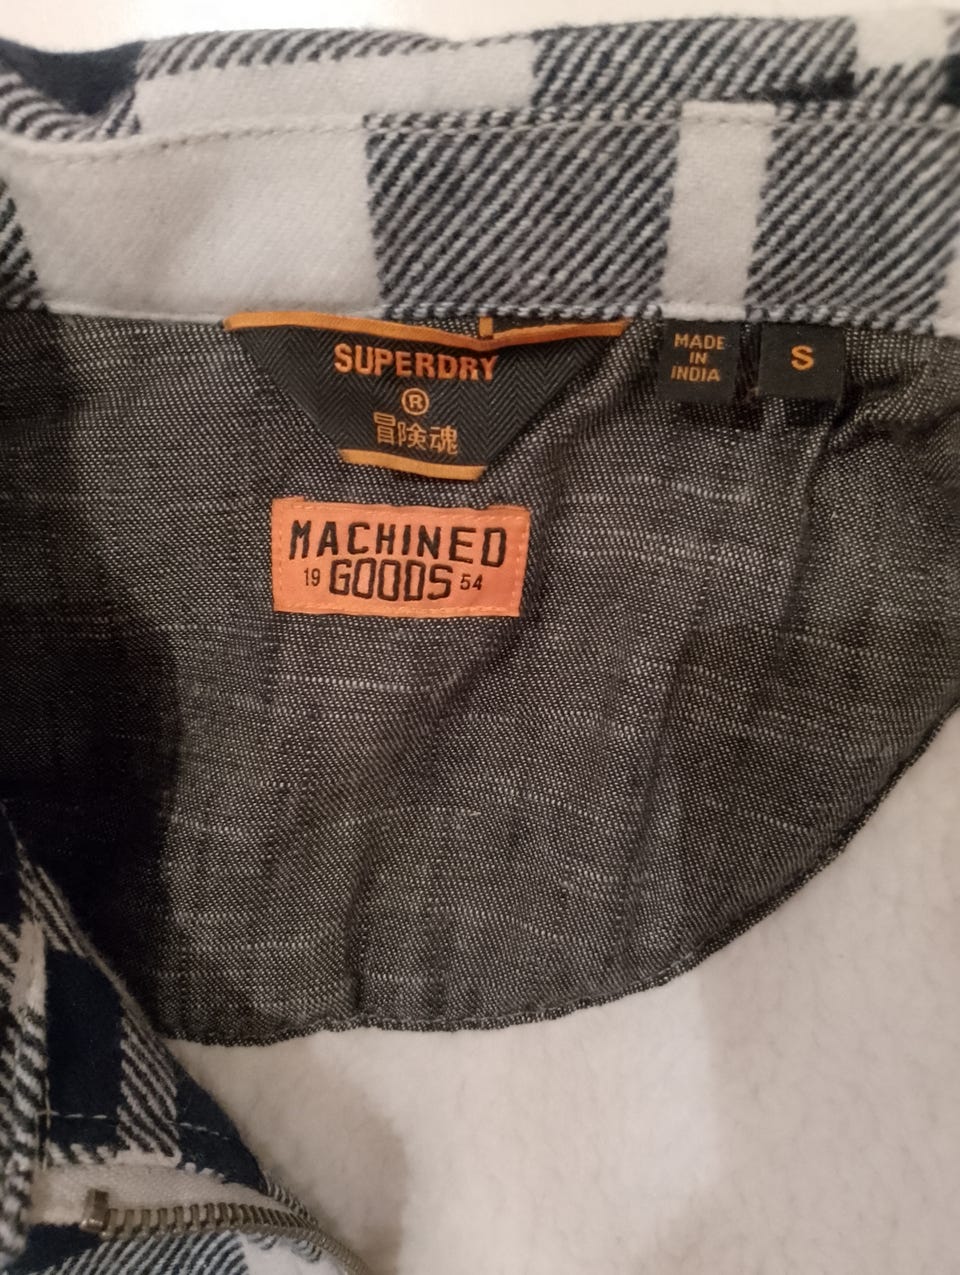 SUPERDRY
®
冒険魂
MADE
IN
INDIA
S
MACHINED
19 GOODS 54